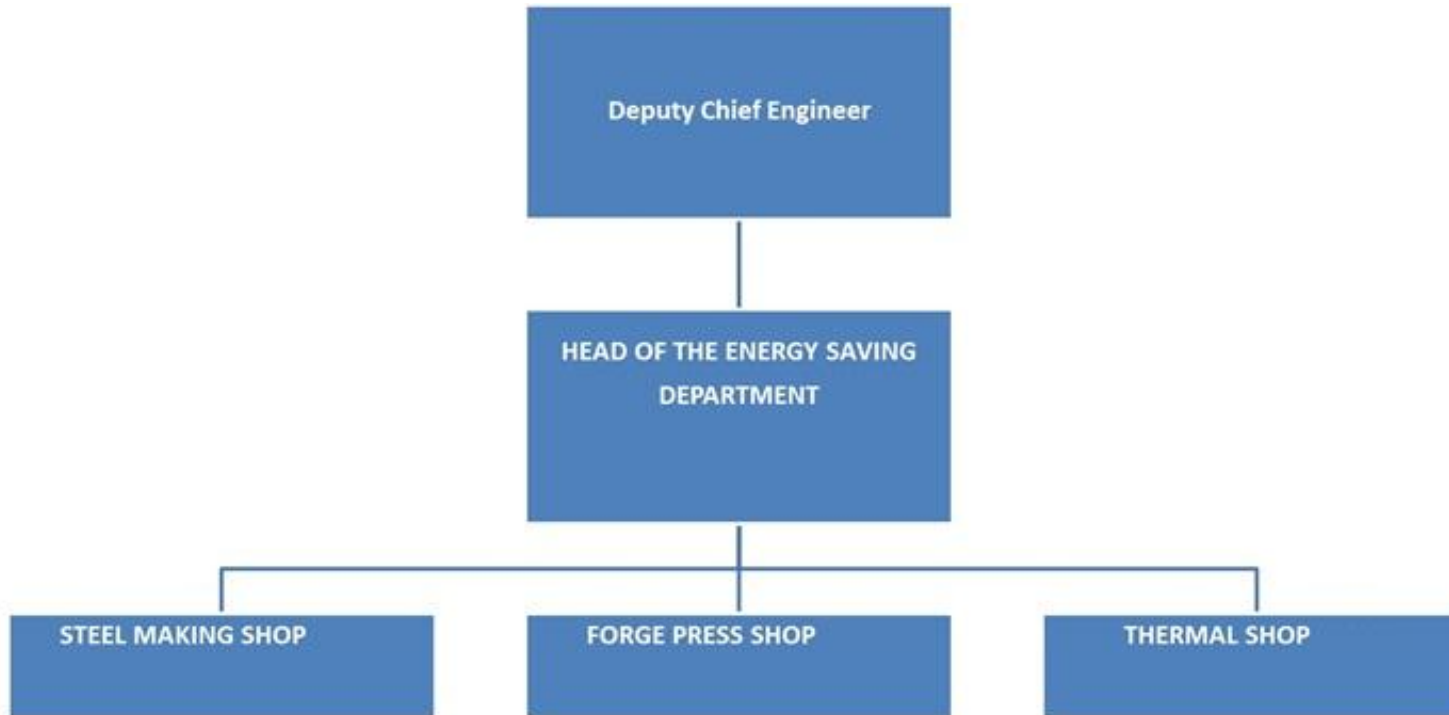 Deputy Chief Engineer
HEAD OF THE ENERGY SAVING
DEPARTMENT
STEEL MAKING SHOP
FORGE PRESS SHOP
THERMAL SHOP